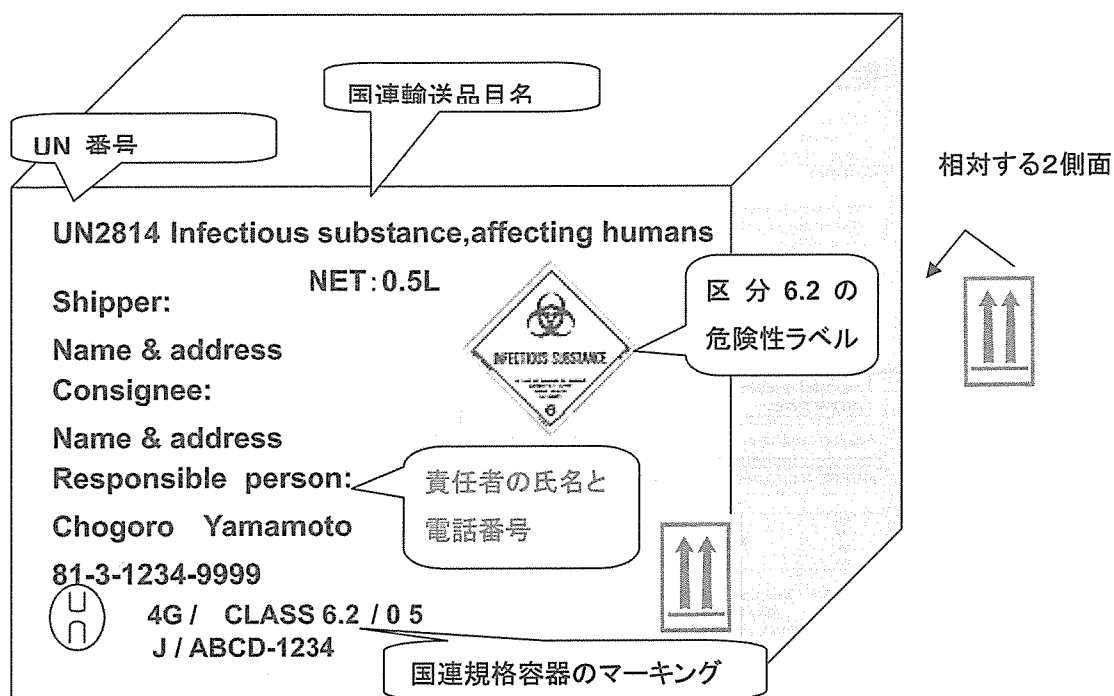 国連輸送品目名
UN 番号
相対する2側面
UN2814 Infectious substance,affecting humans
NET:0.5L
区 分 6.2 の
危険性ラベル
Shipper:
Name & address
Consignee:
Name & address
INFECTIOUS SUBSTANCE
6
Responsible person:
責任者の氏名と
電話番号
Chogoro Yamamoto
81-3-1234-9999
UN
4G / CLASS 6.2 / 0 5
J / ABCD-1234
国連規格容器のマーキング